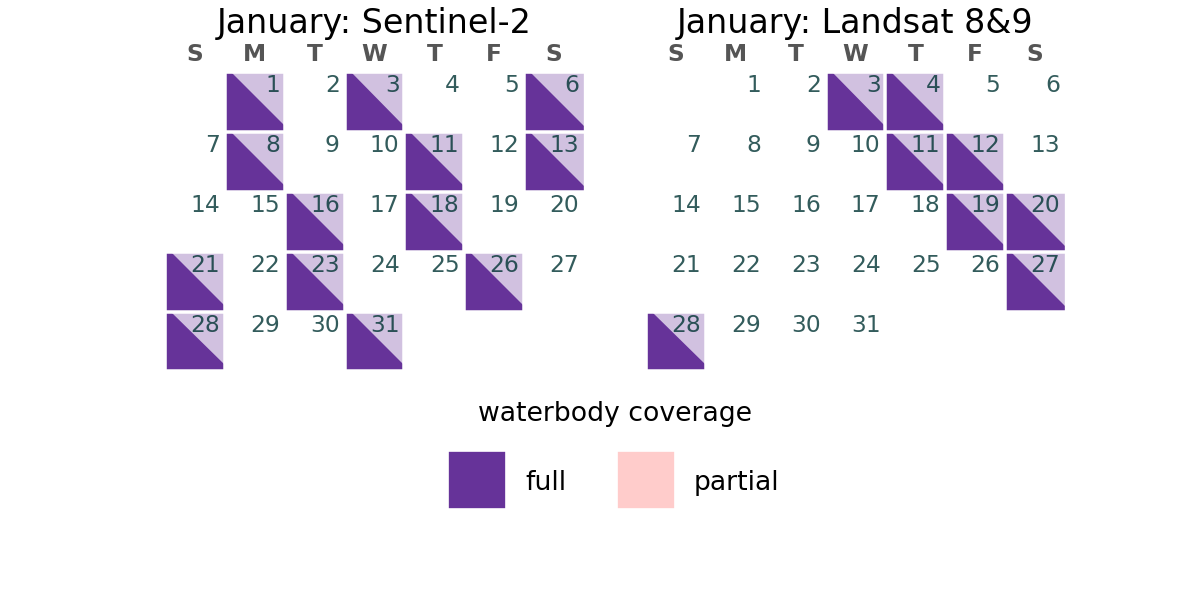 January: Sentinel-2
S M T W T F S
1 2 3 4 5 6
7 8 9 10 11 12 13
14 15 16 17 18 19 20
21 22 23 24 25 26 27
28 29 30 31
January: Landsat 8&9
S M T W T F S
1 2 3 4 5 6
7 8 9 10 11 12 13
14 15 16 17 18 19 20
21 22 23 24 25 26 27
28 29 30 31
waterbody coverage
full partial